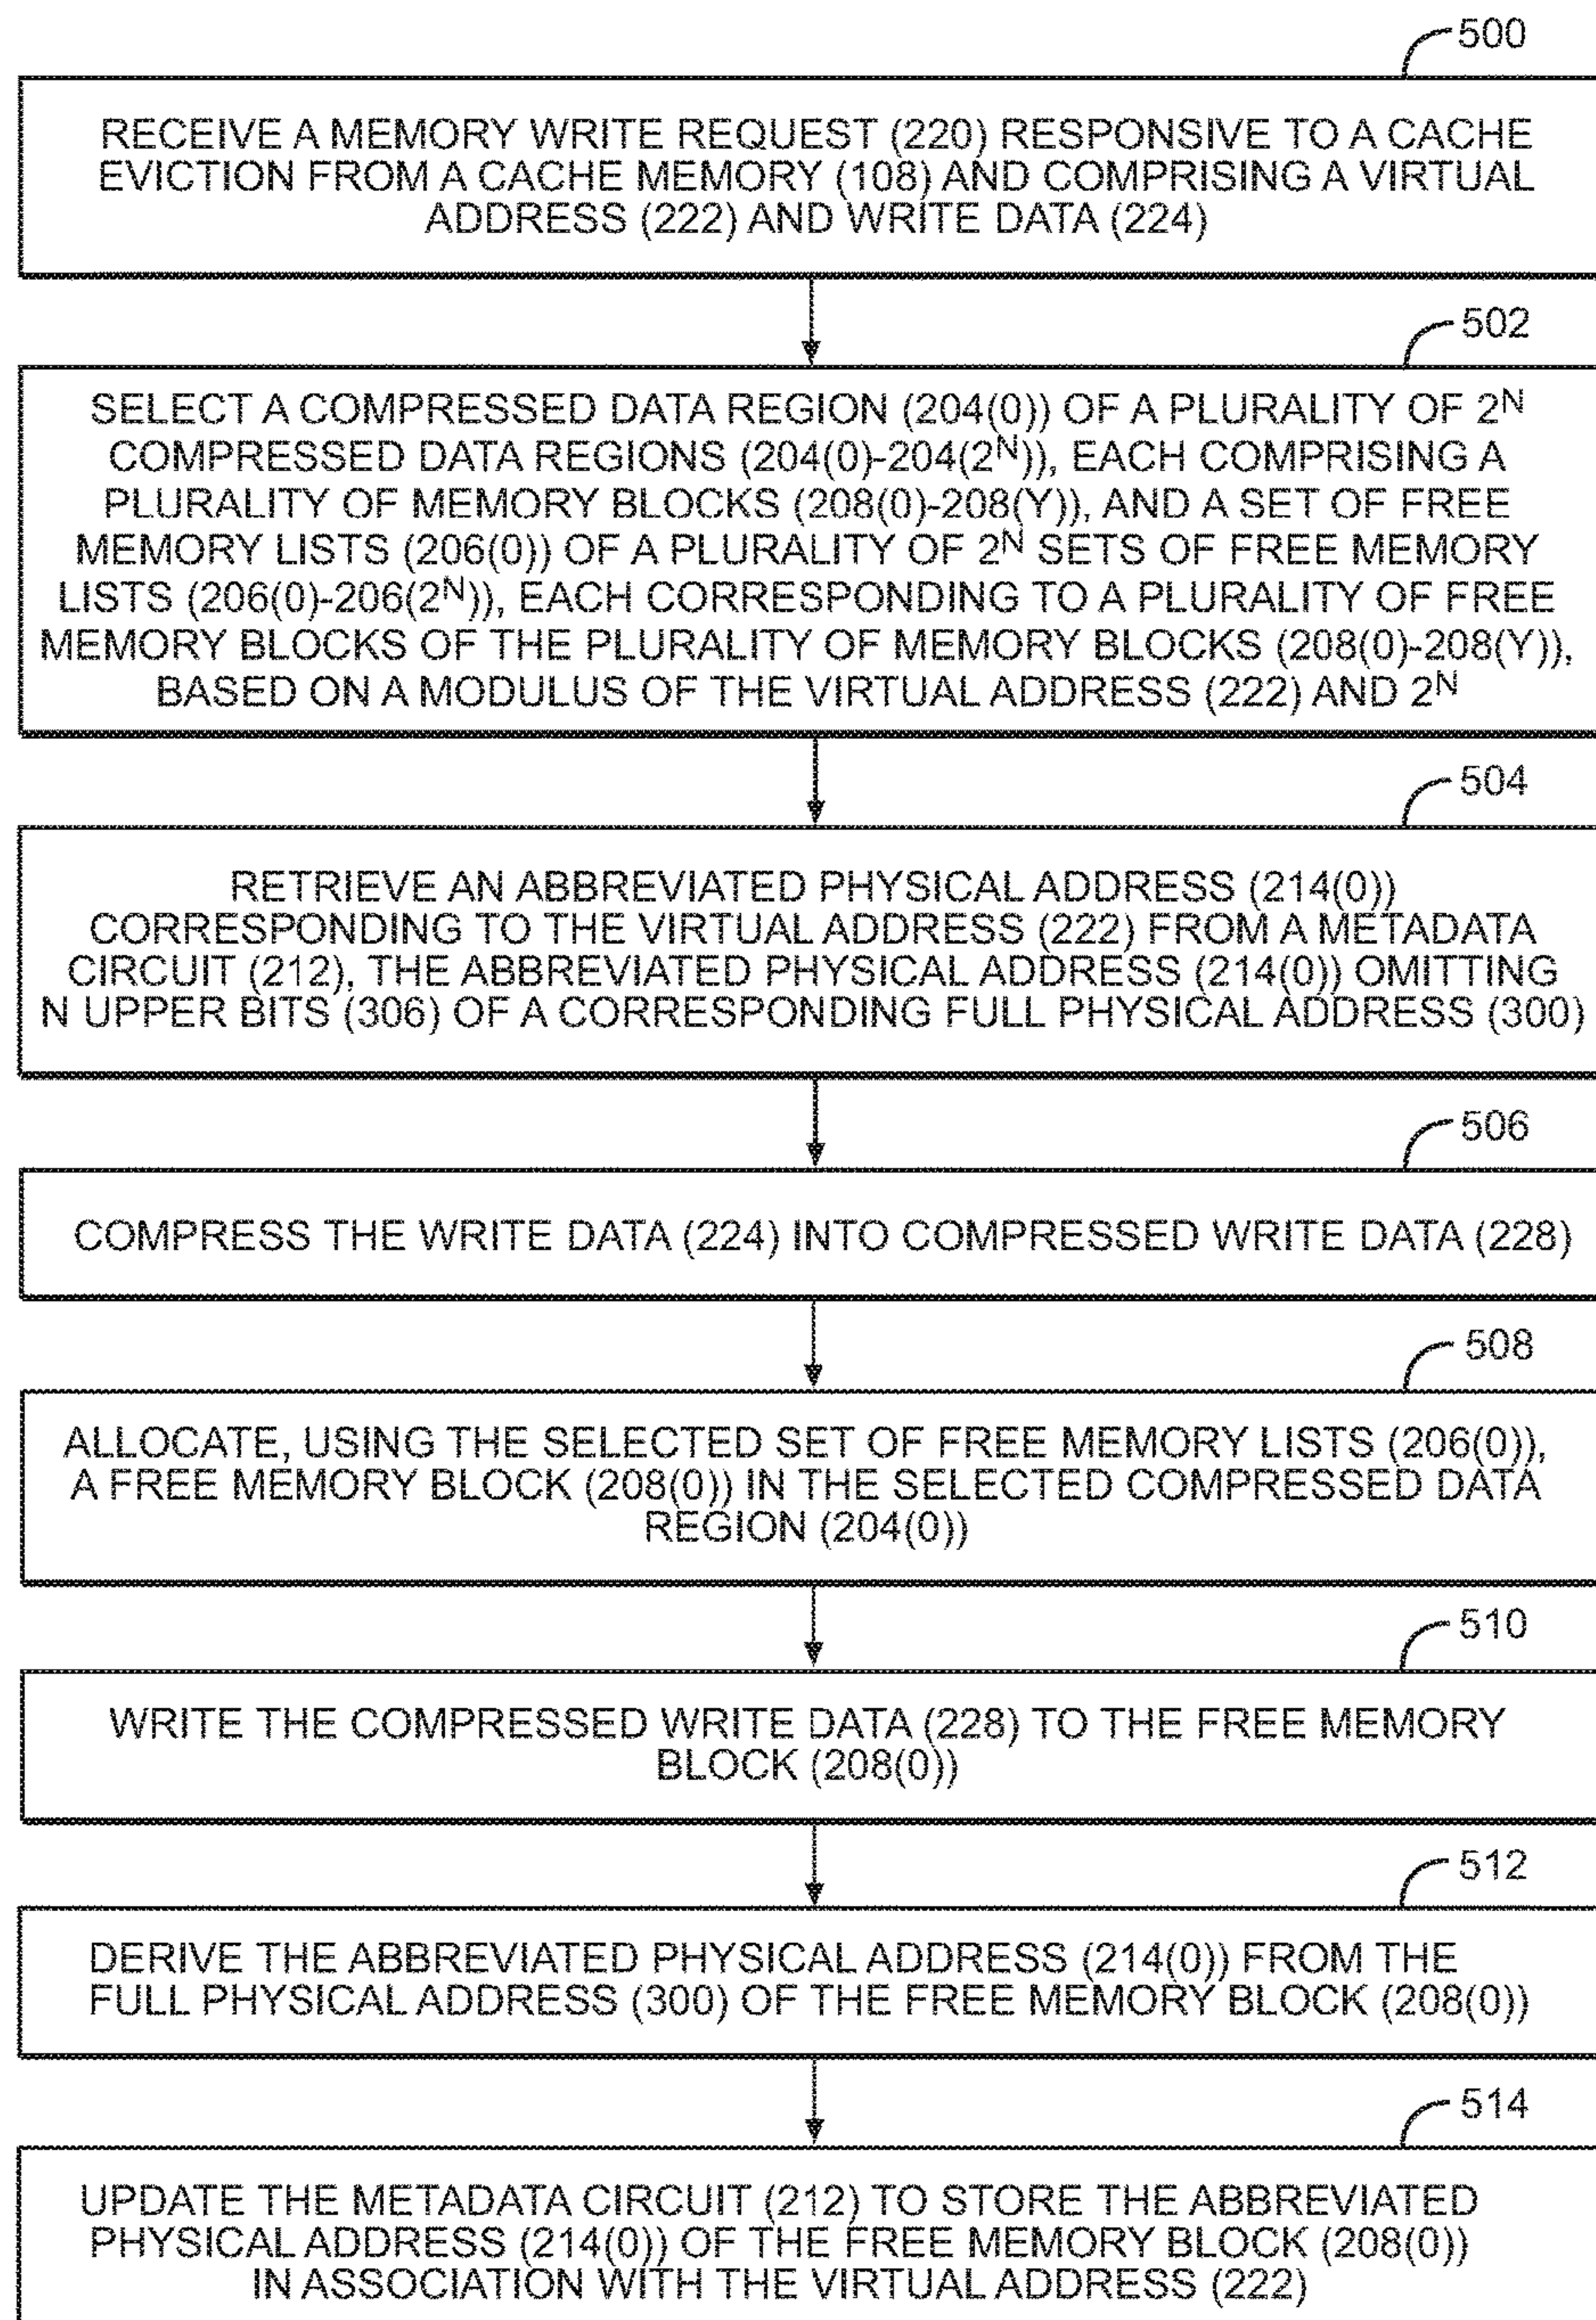 500
RECEIVE A MEMORY WRITE REQUEST (220) RESPONSIVE TO A CACHE
EVICTION FROM A CACHE MEMORY (108) AND COMPRISING A VIRTUAL
ADDRESS (222) AND WRITE DATA (224)
502
SELECT A COMPRESSED DATA REGION (204(0)) OF A PLURALITY OF 2^N
COMPRESSED DATA REGIONS (204(0)-204(2^N)), EACH COMPRISING A
PLURALITY OF MEMORY BLOCKS (208(0)-208(Y)), AND A SET OF FREE
MEMORY LISTS (206(0)) OF A PLURALITY OF 2^N SETS OF FREE MEMORY
LISTS (206(0)-206(2^N)), EACH CORRESPONDING TO A PLURALITY OF FREE
MEMORY BLOCKS OF THE PLURALITY OF MEMORY BLOCKS (208(0)-208(Y)),
BASED ON A MODULUS OF THE VIRTUAL ADDRESS (222) AND 2^N
504
RETRIEVE AN ABBREVIATED PHYSICAL ADDRESS (214(0))
CORRESPONDING TO THE VIRTUAL ADDRESS (222) FROM A METADATA
CIRCUIT (212), THE ABBREVIATED PHYSICAL ADDRESS (214(0)) OMITTING
N UPPER BITS (306) OF A CORRESPONDING FULL PHYSICAL ADDRESS (300)
506
COMPRESS THE WRITE DATA (224) INTO COMPRESSED WRITE DATA (228)
508
ALLOCATE, USING THE SELECTED SET OF FREE MEMORY LISTS (206(0)),
A FREE MEMORY BLOCK (208(0)) IN THE SELECTED COMPRESSED DATA
REGION (204(0))
510
WRITE THE COMPRESSED WRITE DATA (228) TO THE FREE MEMORY
BLOCK (208(0))
512
DERIVE THE ABBREVIATED PHYSICAL ADDRESS (214(0)) FROM THE
FULL PHYSICAL ADDRESS (300) OF THE FREE MEMORY BLOCK (208(0))
514
UPDATE THE METADATA CIRCUIT (212) TO STORE THE ABBREVIATED
PHYSICAL ADDRESS (214(0)) OF THE FREE MEMORY BLOCK (208(0))
IN ASSOCIATION WITH THE VIRTUAL ADDRESS (222)